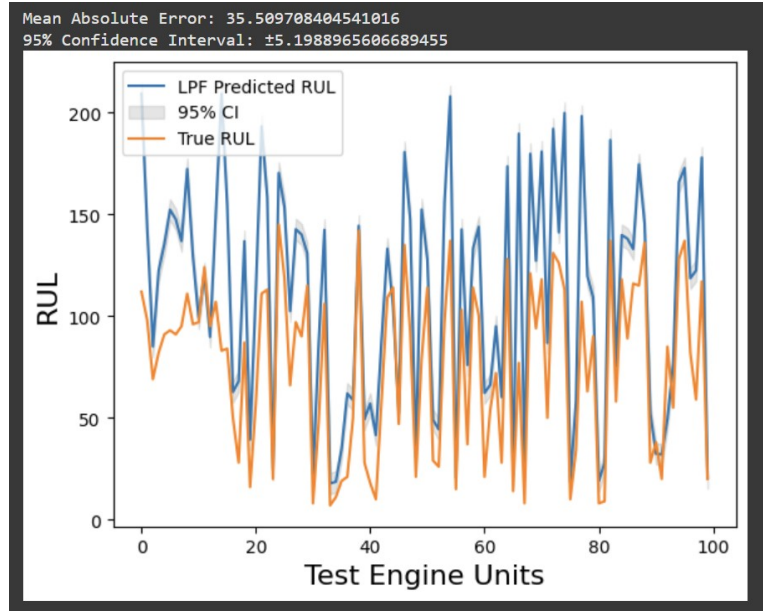 Mean Absolute Error: 35.509708404541016
95% Confidence Interval: ±5.1988965606689455
LPF Predicted RUL
95% CI
True RUL
200
150
100
50
0
RUL
0 20 40 60 80 100
Test Engine Units